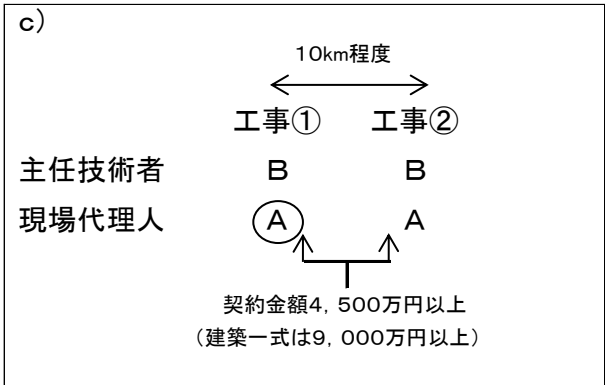 c）
10km程度
工事① 工事②
主任技術者 B B
現場代理人 A A
契約金額4，500万円以上
（建築一式は9，000万円以上）